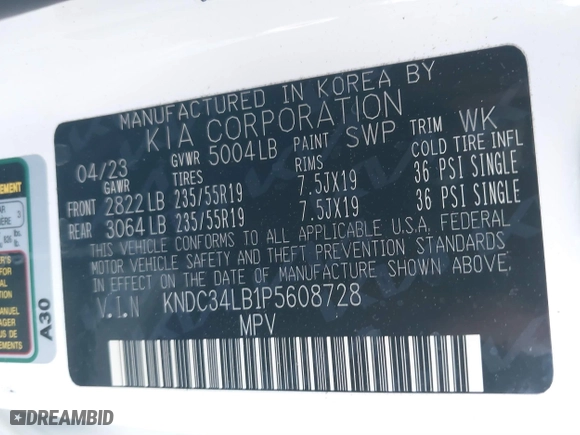 MANUFACTURED IN KOREA BY
KIA CORPORATION
04/23 GVWR 5004LB PAINT SWP TRIM WK
GAWR TIRES RIMS COLD TIRE INFL
FRONT 2822LB 235/55R19 7.5JX19 36 PSI SINGLE
REAR 3064LB 235/55R19 7.5JX19 36 PSI SINGLE
THIS VEHICLE CONFORMS TO ALL APPLICABLE U.S.A. FEDERAL
MOTOR VEHICLE SAFETY AND THEFT PREVENTION STANDARDS
IN EFFECT ON THE DATE OF MANUFACTURE SHOWN ABOVE.
V.I.N KNDC34LB1P5608728
MPV
A30
DREAMBID